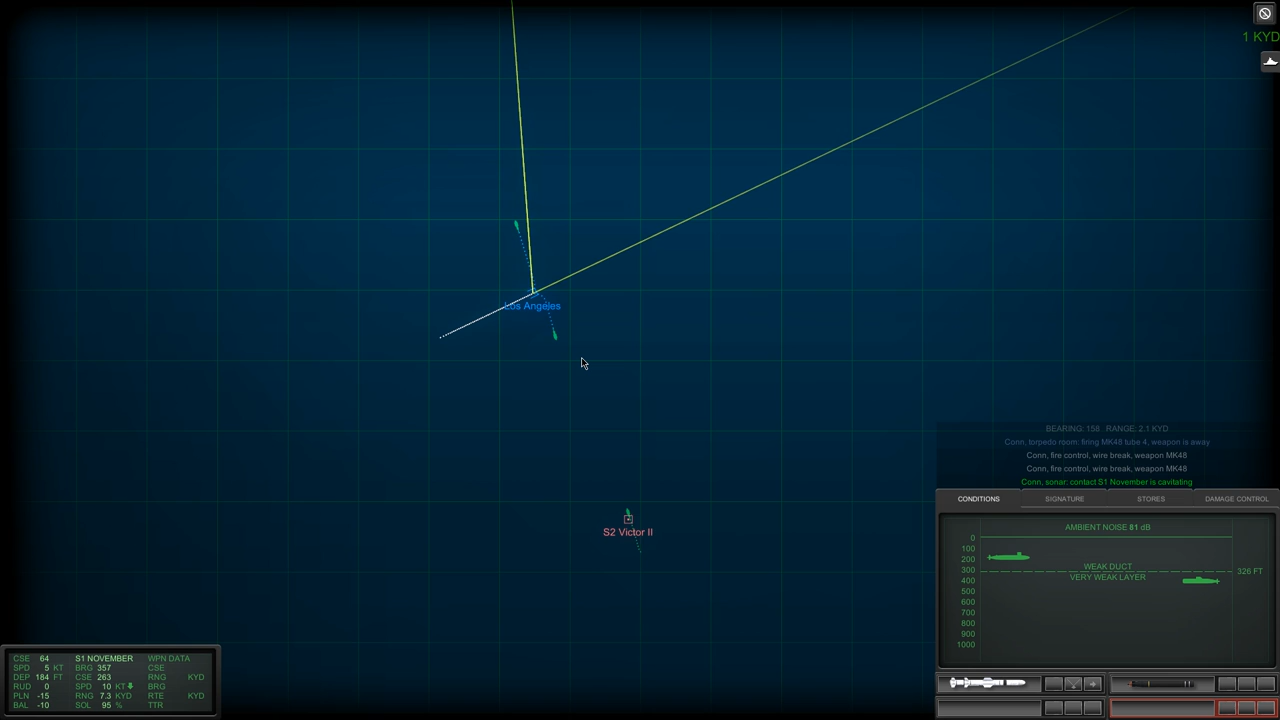 1 KYD
Los Angeles
S2 Victor II
BEARING: 158 RANGE: 2.1 KYD
Conn, torpedo room: firing MK48 tube 4, weapon is away
Conn, fire control, wire break, weapon MK48
Conn, fire control, wire break, weapon MK48
Conn, sonar: contact S1 November is cavitating
CONDITIONS SIGNATURE STORES DAMAGE CONTROL
AMBIENT NOISE 81 dB
0
100
200
300
400
500
600
700
800
900
1000
WEAK DUCT
VERY WEAK LAYER
326 FT
CSE 64 S1 NOVEMBER WPN DATA
SPD 5 KT BRG 357 CSE
DEP 184 FT CSE 263 RNG KYD
RUD 0 SPD 10 KT BRG
PLN -15 RNG 7.3 KYD RTE KYD
BAL -10 SOL 95 % TTR